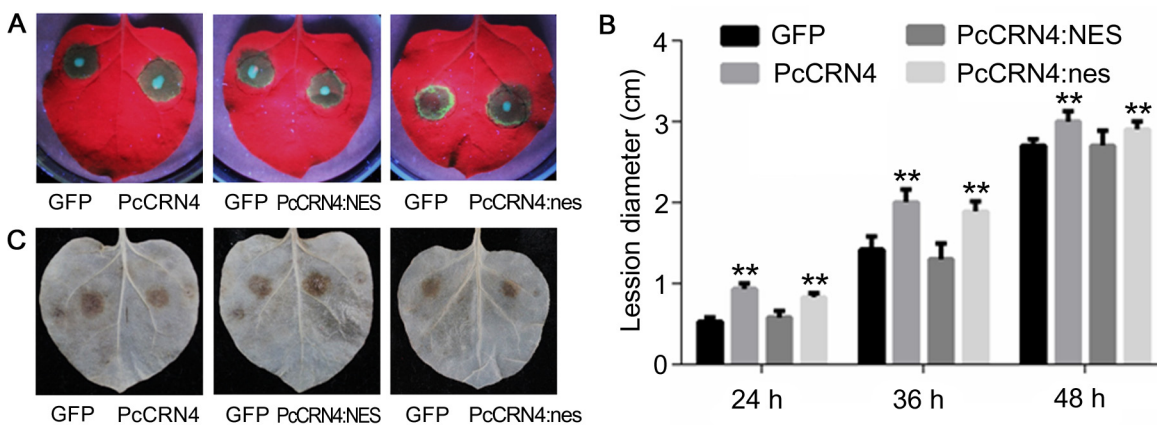 A
GFP PcCRN4
GFP PcCRN4:NES
GFP PcCRN4:nes
C
GFP PcCRN4
GFP PcCRN4:NES
GFP PcCRN4:nes
B
Lession diameter (cm)
4
3
2
1
0
GFP
PcCRN4
PcCRN4:NES
PcCRN4:nes
** **
** **
** **
24 h
36 h
48 h